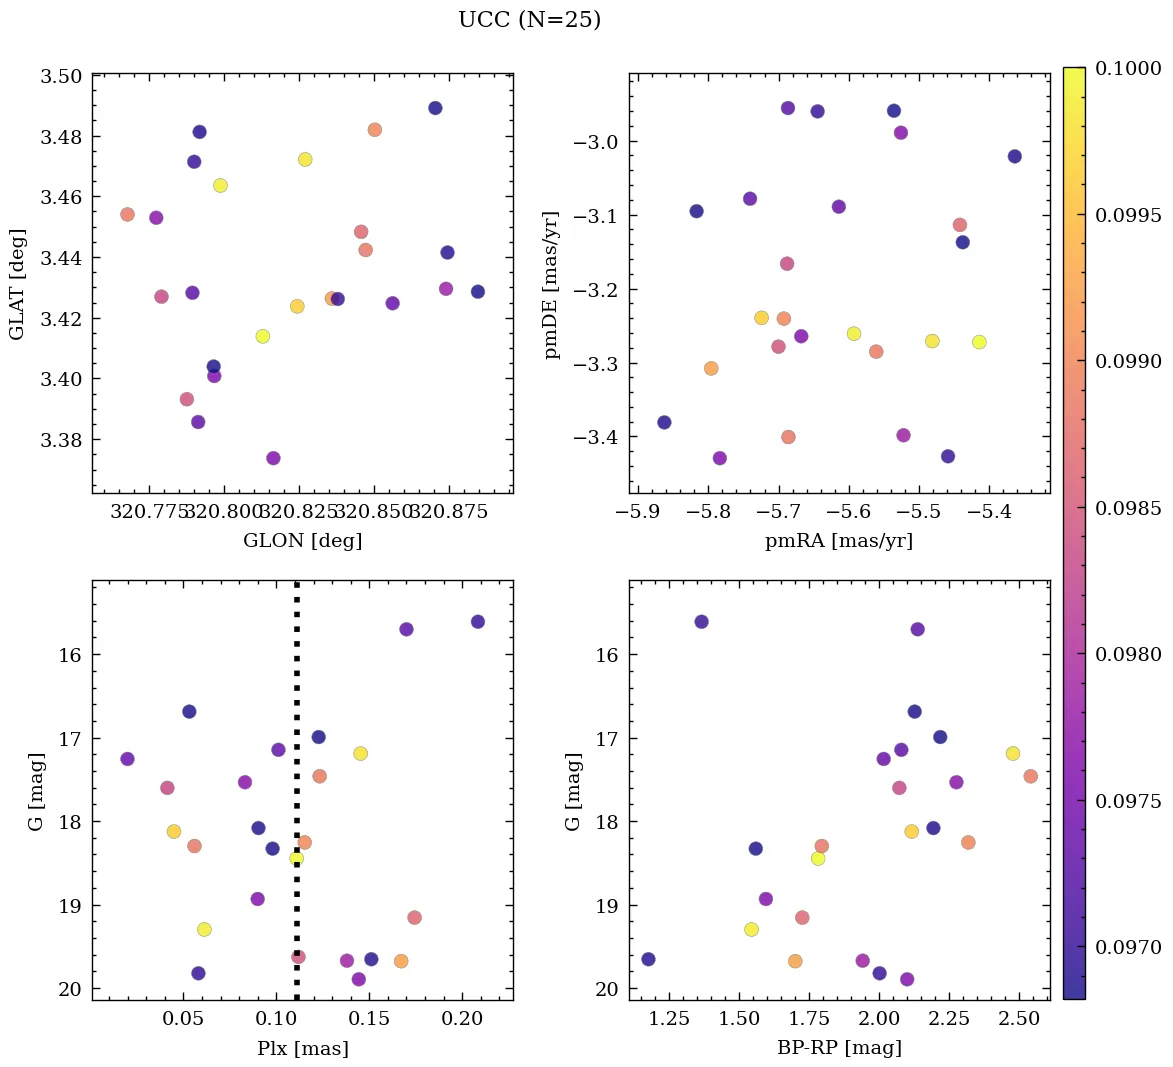 UCC (N=25)
3.50
3.48
3.46
3.44
3.42
3.40
3.38
GLAT [deg]
320.775 320.800 320.825 320.850 320.875
GLON [deg]
−3.0
−3.1
−3.2
−3.3
−3.4
pmDE [mas/yr]
−5.9 −5.8 −5.7 −5.6 −5.5 −5.4
pmRA [mas/yr]
16
17
18
19
20
G [mag]
0.05 0.10 0.15 0.20
Plx [mas]
16
17
18
19
20
G [mag]
1.25 1.50 1.75 2.00 2.25 2.50
BP-RP [mag]
0.1000
0.0995
0.0990
0.0985
0.0980
0.0975
0.0970